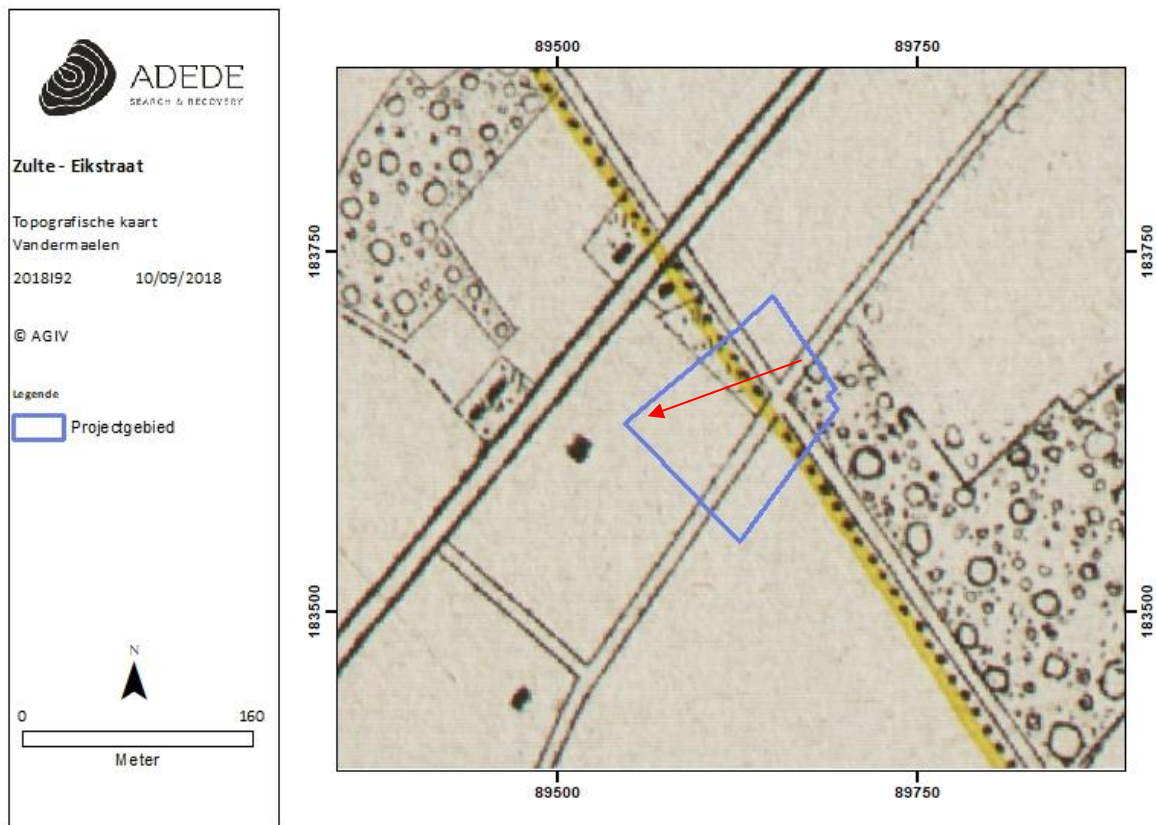 ADEDE
SEARCH & RECOVERY
Zulte - Eikstraat
Topografische kaart
Vandermaelen
2018I92 10/09/2018
© AGIV
Legende
Projectgebied
N
0 160
Meter
89500 89750
183750 183750
183500 183500
89500 89750